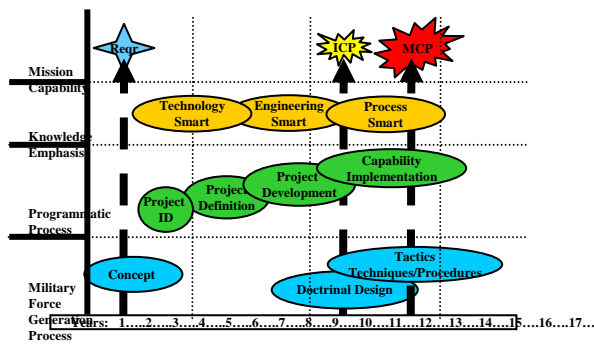 Reqr
ICP
MCP
Mission
Capability
Technology
Smart
Engineering
Smart
Process
Smart
Knowledge
Emphasis
Capability
Implementation
Project
Development
Project
Definition
Project
ID
Programmatic
Process
Tactics
Techniques/Procedures
Concept
Doctrinal Design
Military
Force
Generation
Process
Years: 1…..2…..3…..4…..5…..6…..7…..8…..9…..10…..11…..12…..13…..14…..15…..16…..17…..